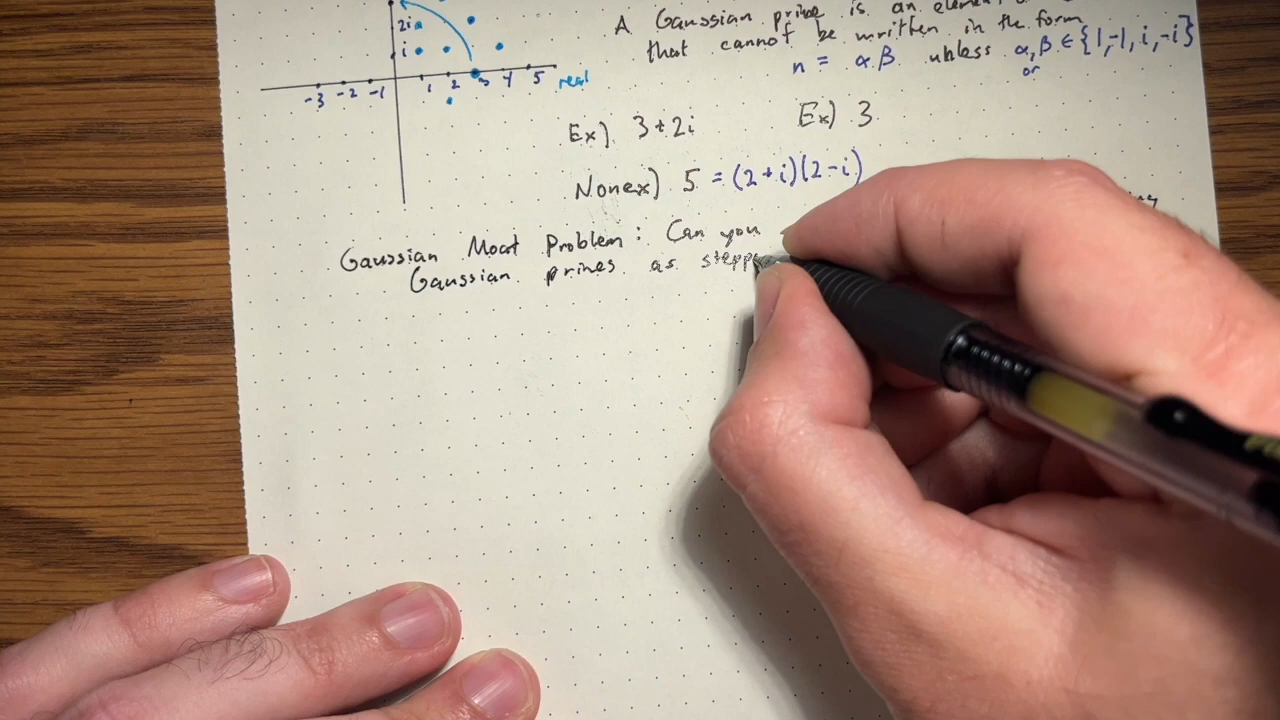 2i
i
-3 -2 -1 1 2 3 4 5 real
A Gaussian prime is an
that cannot be written in the form
n = α.β unless α,β ∈ {1,-1, i, -i}
or
Ex). 3+2i Ex) 3
Nonex) 5 = (2+i)(2-i)
Gaussian Moat Problem: Can you
Gaussian primes as